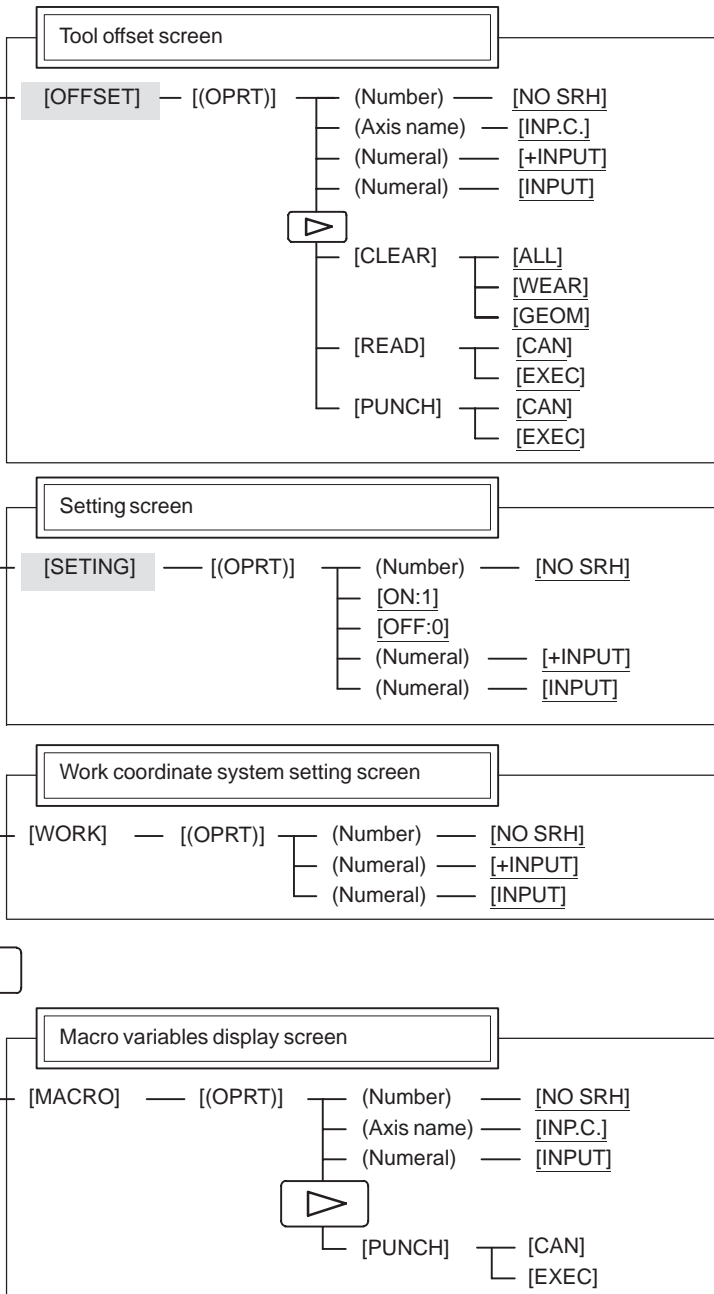 Tool offset screen
[OFFSET] [(OPRT)] (Number) [NO SRH]
(Axis name) [INP.C.]
(Numeral) [+INPUT]
(Numeral) [INPUT]
[CLEAR] [ALL]
[WEAR]
[GEOM]
[READ] [CAN]
[EXEC]
[PUNCH] [CAN]
[EXEC]
Setting screen
[SETING] [(OPRT)] (Number) [NO SRH]
[ON:1]
[OFF:0]
(Numeral) [+INPUT]
(Numeral) [INPUT]
Work coordinate system setting screen
[WORK] [(OPRT)] (Number) [NO SRH]
(Numeral) [+INPUT]
(Numeral) [INPUT]
Macro variables display screen
[MACRO] [(OPRT)] (Number) [NO SRH]
(Axis name) [INP.C.]
(Numeral) [INPUT]
[PUNCH] [CAN]
[EXEC]